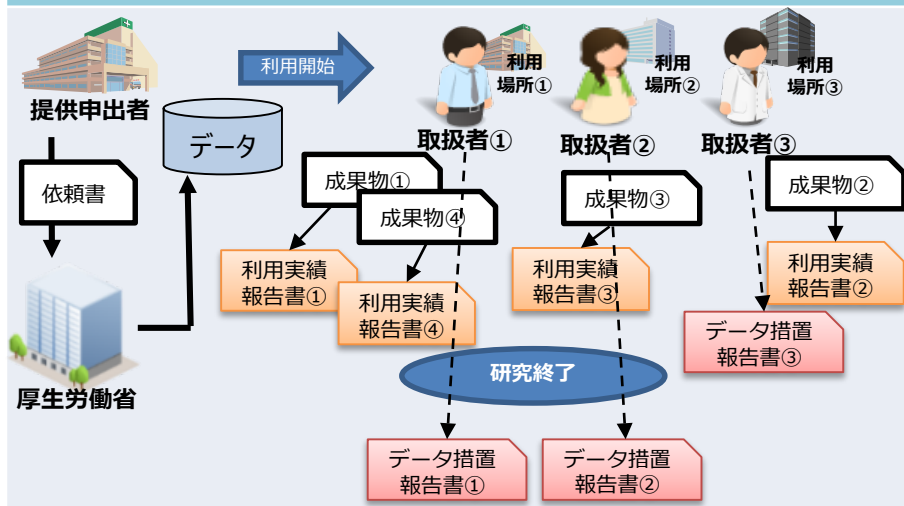 利用開始
利用
場所①
利用
場所②
利用
場所③
提供申出者
データ
取扱者①
取扱者②
取扱者③
依頼書
成果物①
成果物④
成果物③
成果物②
利用実績
報告書①
利用実績
報告書④
利用実績
報告書③
利用実績
報告書②
データ措置
報告書③
厚生労働省
研究終了
データ措置
報告書①
データ措置
報告書②